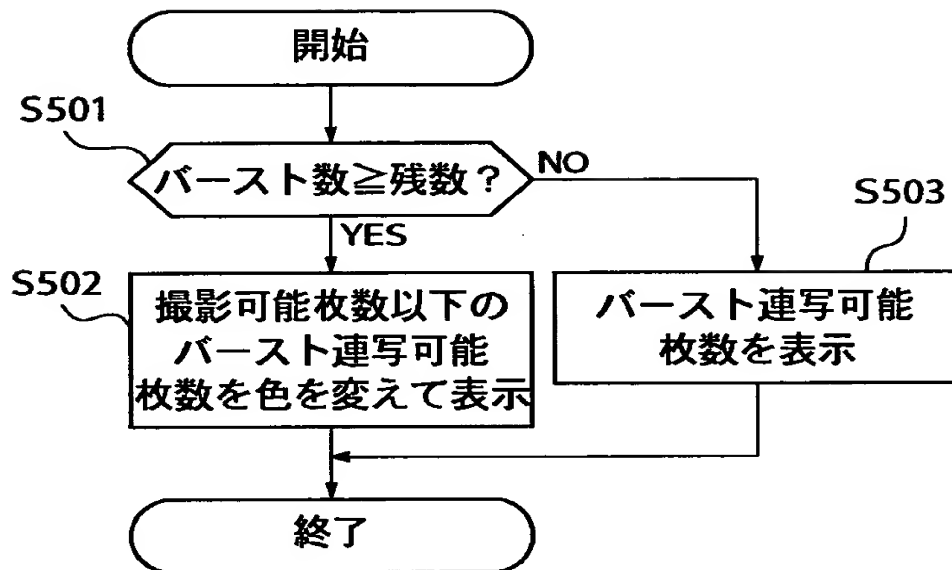 開始
S501
バースト数≧残数？
NO
YES
S503
S502
撮影可能枚数以下の
バースト連写可能
枚数を色を変えて表示
バースト連写可能
枚数を表示
終了